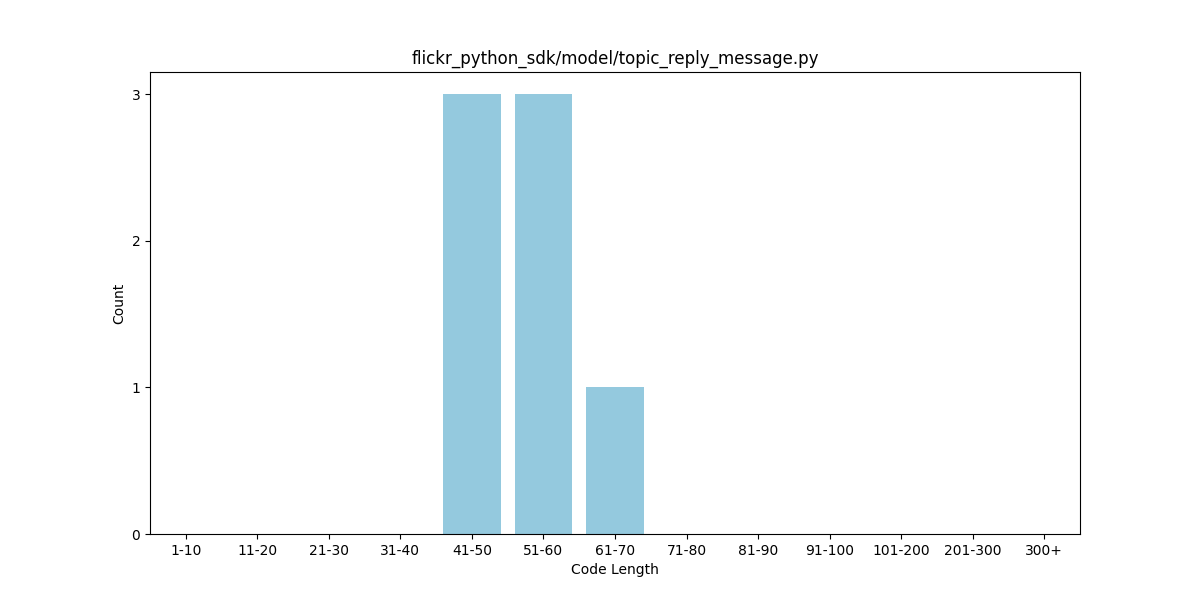 flickr_python_sdk/model/topic_reply_message.py
3
2
1
0
Count
1-10 11-20 21-30 31-40 41-50 51-60 61-70 71-80 81-90 91-100 101-200 201-300 300+
Code Length